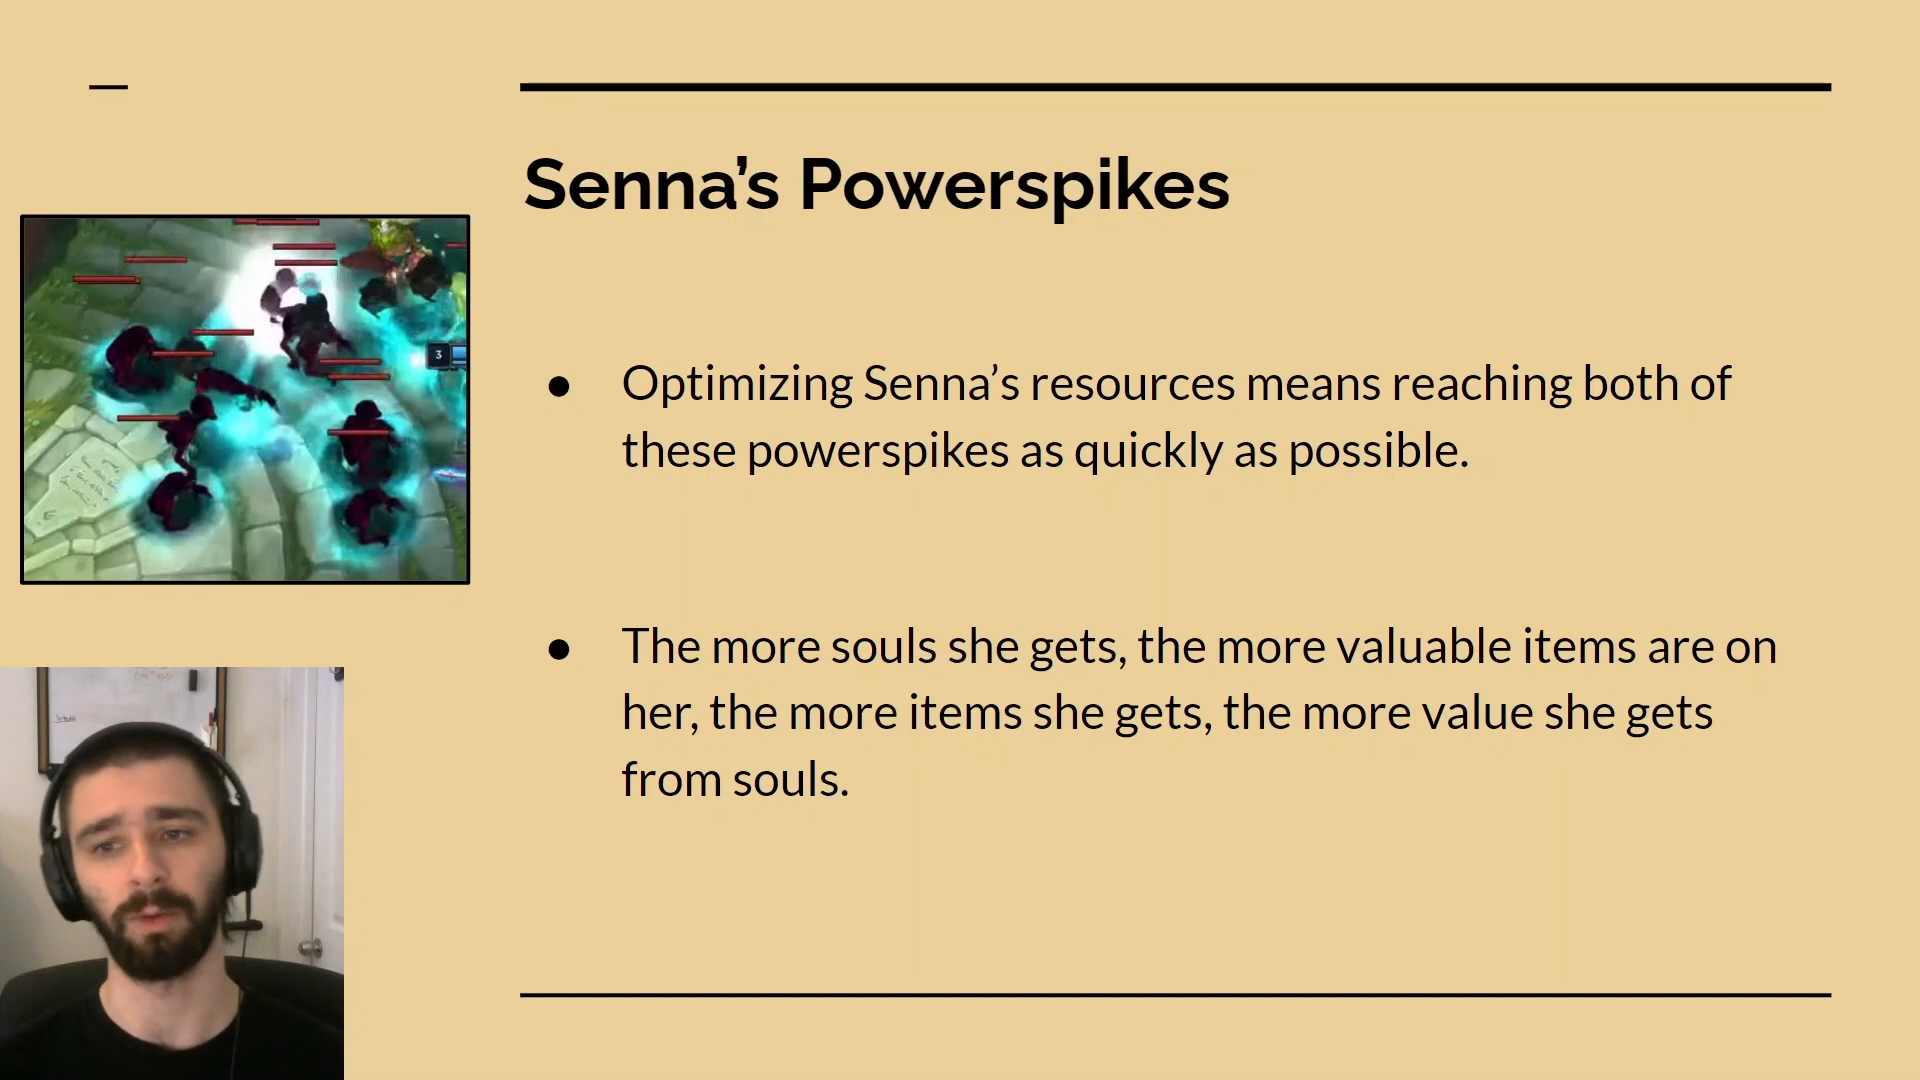 Senna’s Powerspikes
● Optimizing Senna’s resources means reaching both of
these powerspikes as quickly as possible.
● The more souls she gets, the more valuable items are on
her, the more items she gets, the more value she gets
from souls.
3